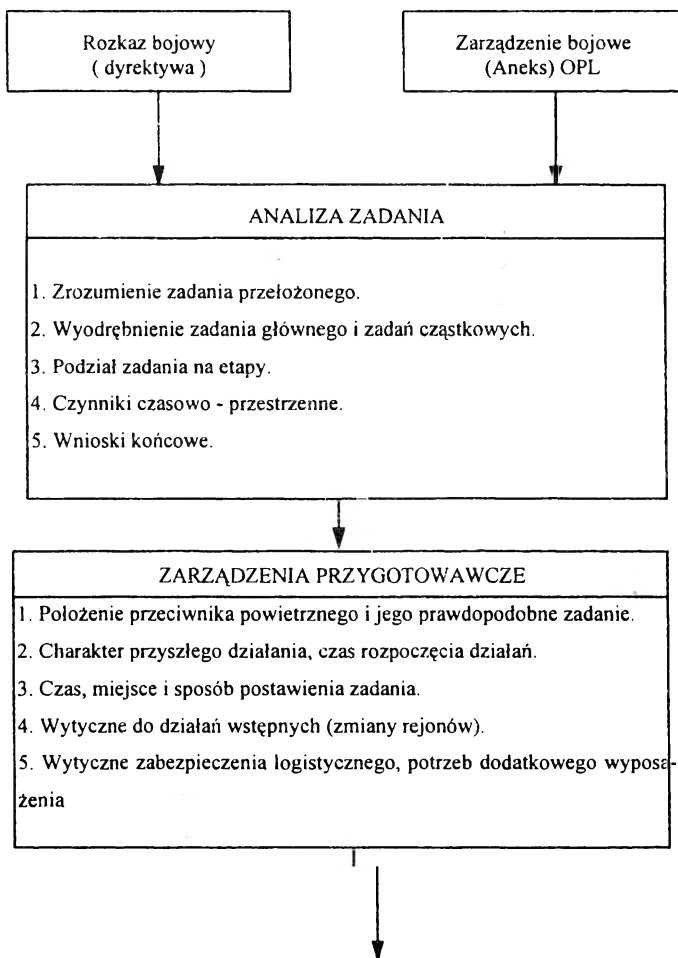 Rozkaz bojowy
( dyrektywa )
Zarządzenie bojowe
(Aneks) OPL
ANALIZA ZADANIA
1. Zrozumienie zadania przełożonego.
2. Wyodrębnienie zadania głównego i zadań cząstkowych.
3. Podział zadania na etapy.
4. Czynniki czasowo - przestrzenne.
5. Wnioski końcowe.
ZARZĄDZENIA PRZYGOTOWAWCZE
1. Położenie przeciwnika powietrznego i jego prawdopodobne zadanie.
2. Charakter przyszłego działania, czas rozpoczęcia działań.
3. Czas, miejsce i sposób postawienia zadania.
4. Wytyczne do działań wstępnych (zmiany rejonów).
5. Wytyczne zabezpieczenia logistycznego, potrzeb dodatkowego wyposa-
żenia